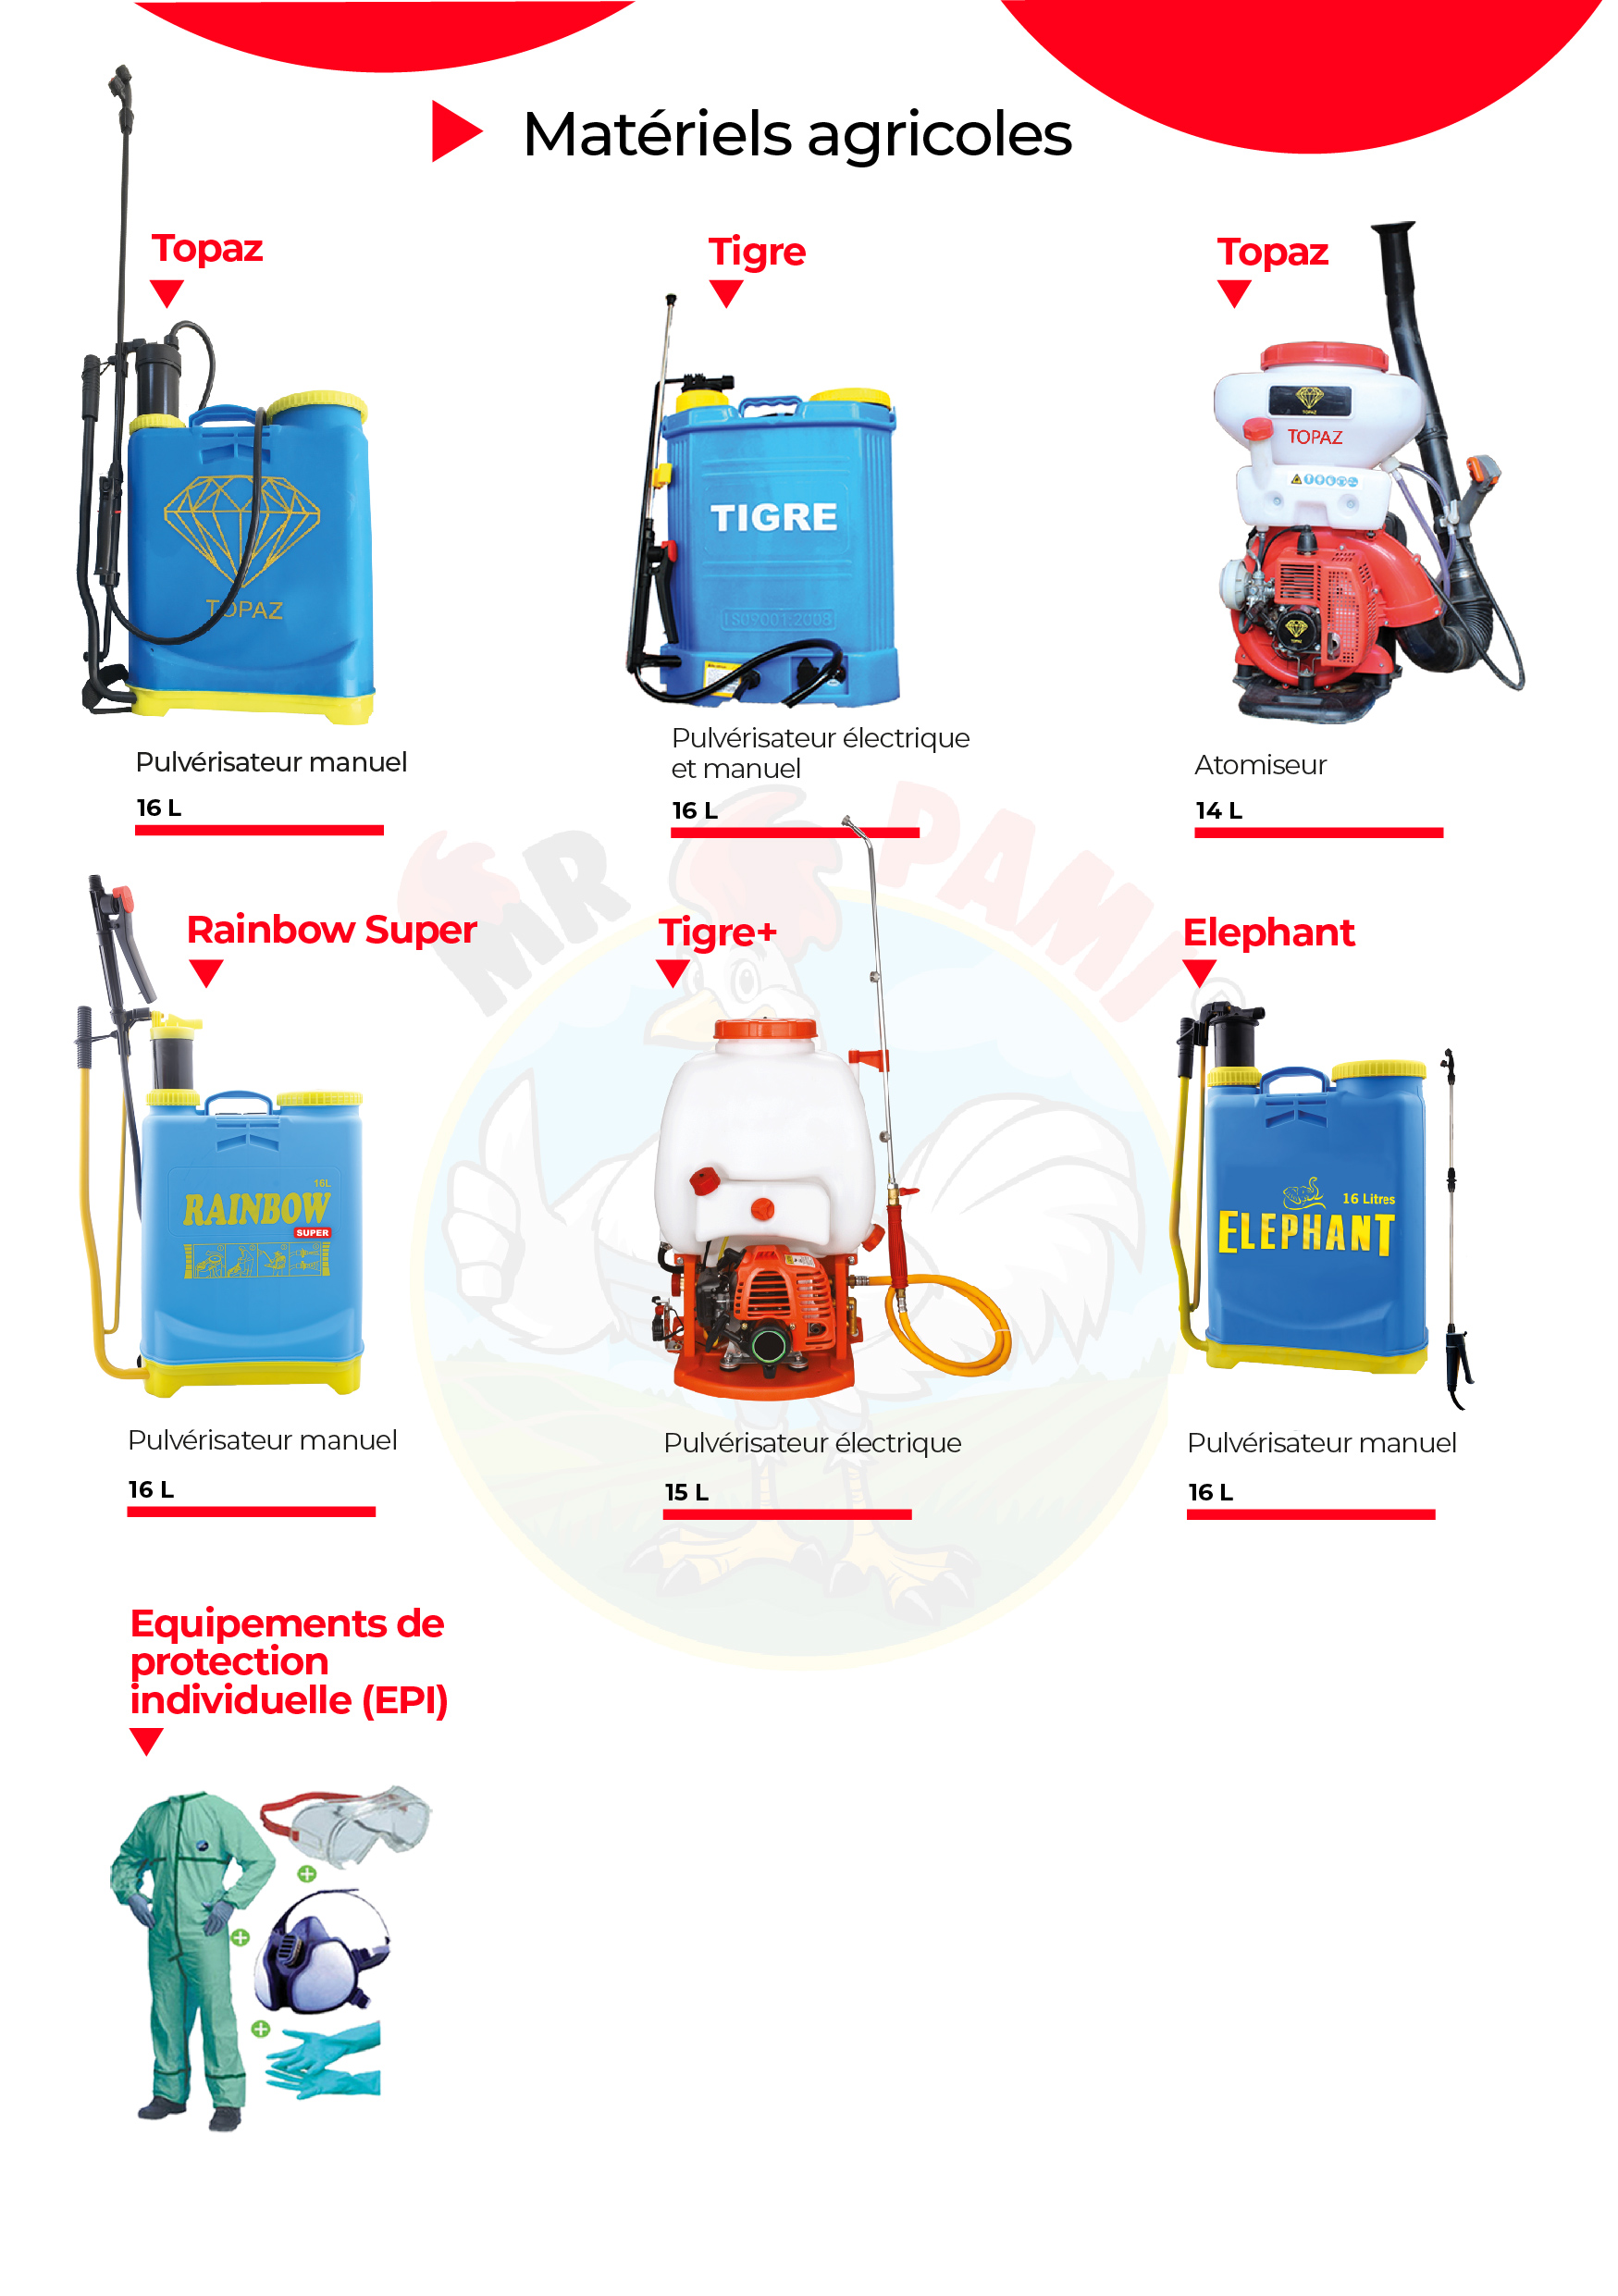 Matériels agricoles
Topaz
TOPAZ
Pulvérisateur manuel
16 L
Tigre
TIGRE
ISO9001:2008
Pulvérisateur électrique
et manuel
16 L
Topaz
TOPAZ
TOPAZ
TOPAZ
Atomiseur
14 L
MR PAMI ®
Rainbow Super
16L
RAINBOW
SUPER
Pulvérisateur manuel
16 L
Tigre+
Pulvérisateur électrique
15 L
Elephant
16 Litres
ELEPHANT
Pulvérisateur manuel
16 L
Equipements de
protection
individuelle (EPI)